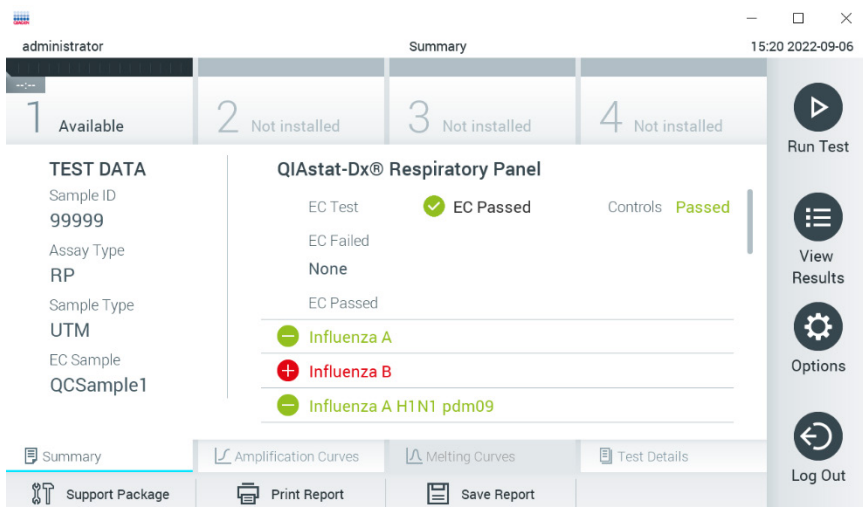 QIAGEN
administrator
Summary
15:20 2022-09-06
--:--
1 Available
2 Not installed
3 Not installed
4 Not installed
Run Test
View Results
Options
Log Out
TEST DATA
Sample ID
99999
Assay Type
RP
Sample Type
UTM
EC Sample
QCSample1
QIAstat-Dx® Respiratory Panel
EC Test
EC Passed
Controls Passed
EC Failed
None
EC Passed
Influenza A
Influenza B
Influenza A H1N1 pdm09
Summary
Amplification Curves
Melting Curves
Test Details
Support Package
Print Report
Save Report